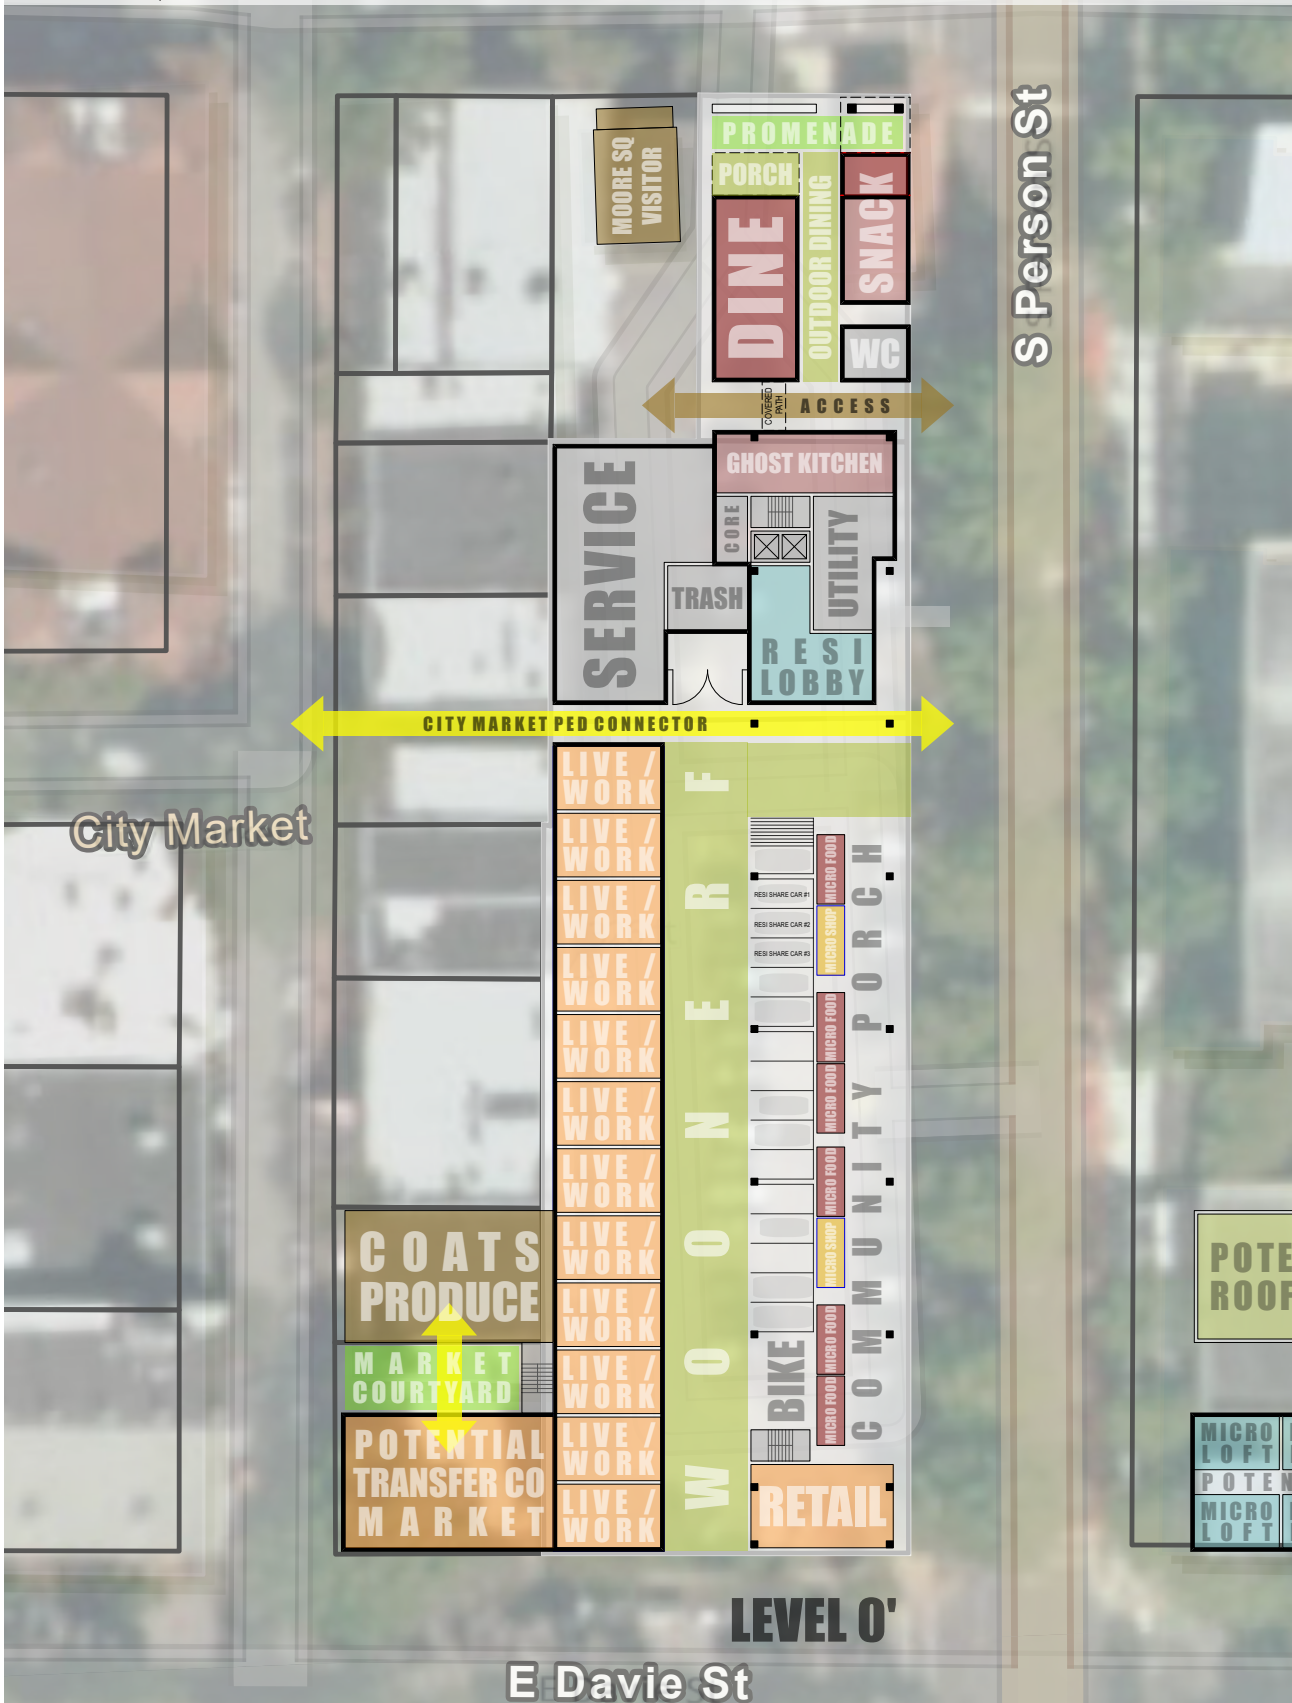 PROMENADE
MOORE SQ
VISITOR
PORCH
OUTDOOR DINING
DINE
SNACK
S Person St
WC
COVERED
PATH
ACCESS
GHOST KITCHEN
SERVICE
CORE
UTILITY
TRASH
RESI
LOBBY
CITY MARKET PED CONNECTOR
City Market
LIVE /
WORK
LIVE /
WORK
LIVE /
WORK
LIVE /
WORK
LIVE /
WORK
LIVE /
WORK
LIVE /
WORK
LIVE /
WORK
LIVE /
WORK
LIVE /
WORK
LIVE /
WORK
LIVE /
WORK
WOONERF
RESI SHARE CAR #1
RESI SHARE CAR #2
RESI SHARE CAR #3
MICRO FOOD
MICRO SHOP
MICRO FOOD
MICRO FOOD
MICRO FOOD
MICRO SHOP
MICRO FOOD
MICRO FOOD
COMMUNITY PORCH
COATS
PRODUCE
MARKET
COURTYARD
POTENTIAL
TRANSFER CO
MARKET
BIKE
RETAIL
POTE
ROOF
MICRO
LOFT
POTEN
MICRO
LOFT
LEVEL 0'
E Davie St